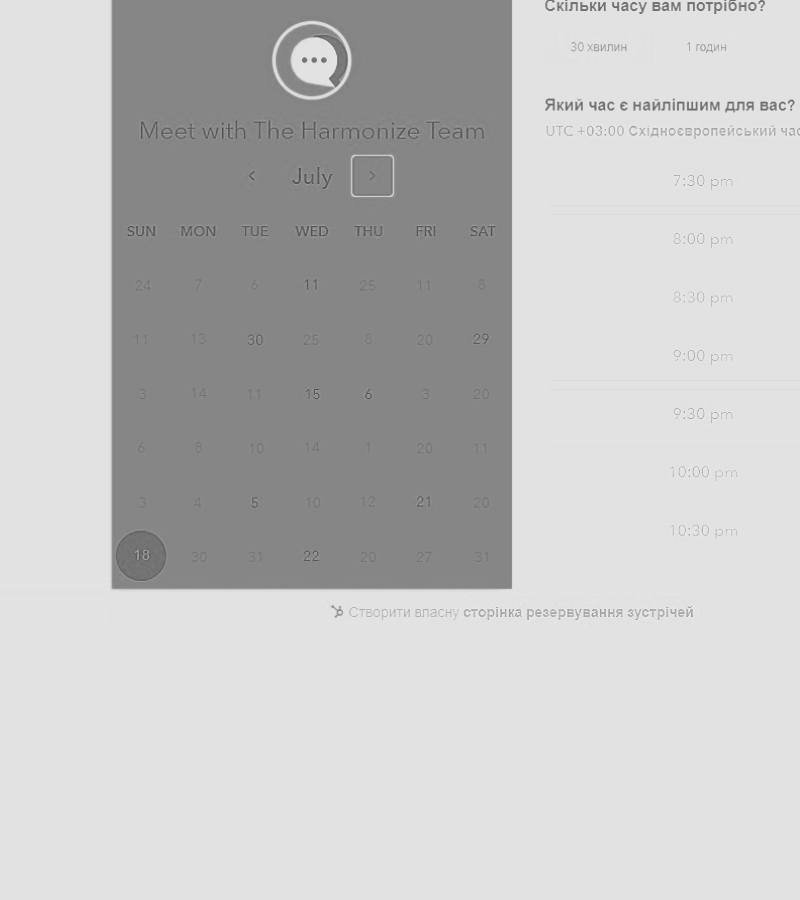 Meet with The Harmonize Team
July
SUN MON TUE WED THU FRI SAT
24 7 6 11 25 11 8
11 13 30 25 8 20 29
3 14 11 15 6 3 20
6 8 10 14 1 20 11
3 4 5 10 12 21 20
18 30 31 22 20 27 31
Скільки часу вам потрібно?
30 хвилин 1 годин
Який час є найліпшим для вас?
UTC +03:00 Східноєвропейський час
7:30 pm
8:00 pm
8:30 pm
9:00 pm
9:30 pm
10:00 pm
10:30 pm
Створити власну сторінка резервування зустрічей